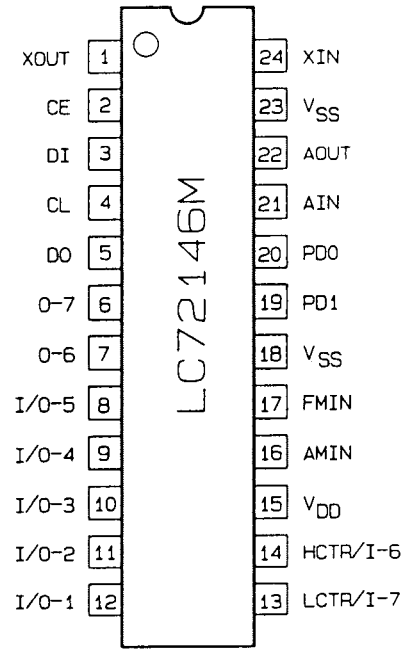 XOUT 1 24 XIN
CE 2 23 VSS
DI 3 22 AOUT
CL 4 21 AIN
DO 5 20 PD0
O-7 6 19 PD1
O-6 7 18 VSS
I/O-5 8 17 FMIN
I/O-4 9 16 AMIN
I/O-3 10 15 VDD
I/O-2 11 14 HCTR/I-6
I/O-1 12 13 LCTR/I-7
LC72146M